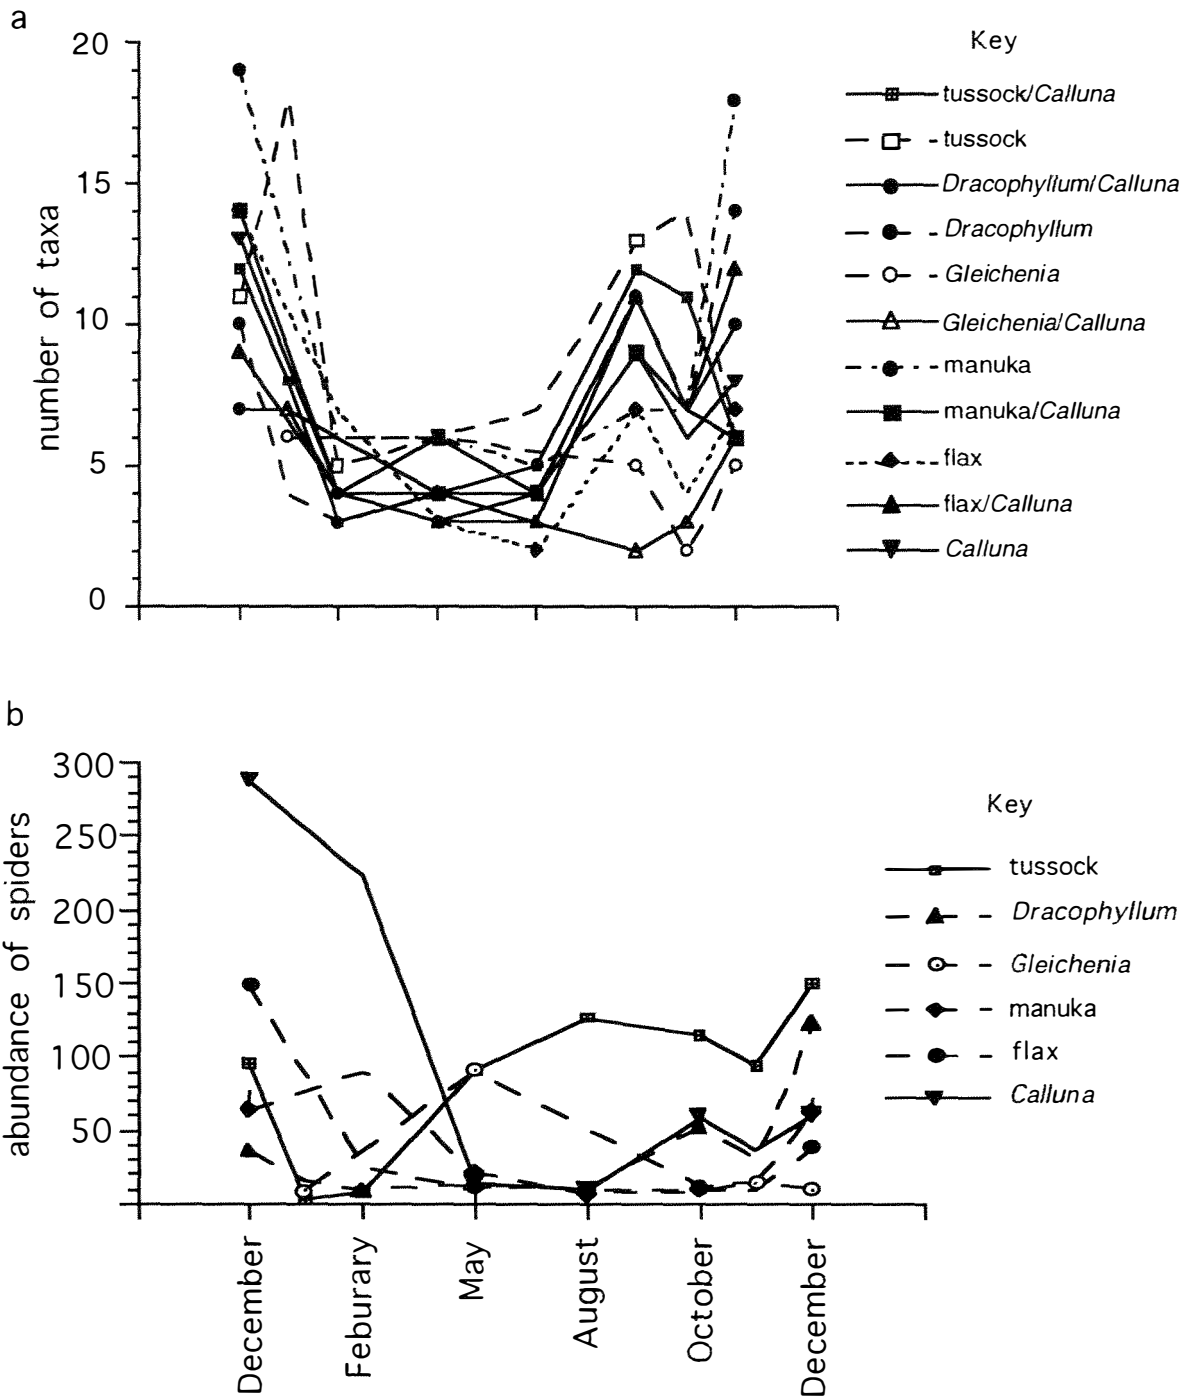 a
number of taxa
20
15
10
5
0
Key
tussock/Calluna
tussock
Dracophyllum/Calluna
Dracophyllum
Gleichenia
Gleichenia/Calluna
manuka
manuka/Calluna
flax
flax/Calluna
Calluna
b
abundance of spiders
300
250
200
150
100
50
Key
tussock
Dracophyllum
Gleichenia
manuka
flax
Calluna
December
Feburary
May
August
October
December